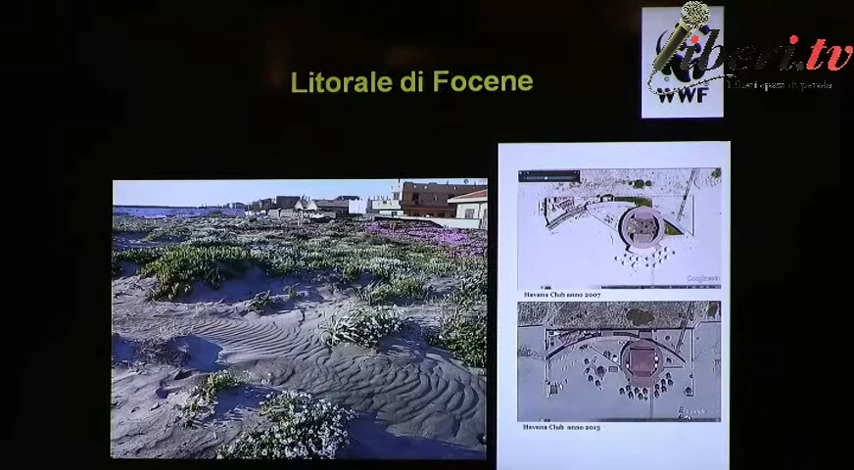 Litorale di Focene
WWF
liberi.tv
Havana Club anno 2007
Havana Club anno 2013